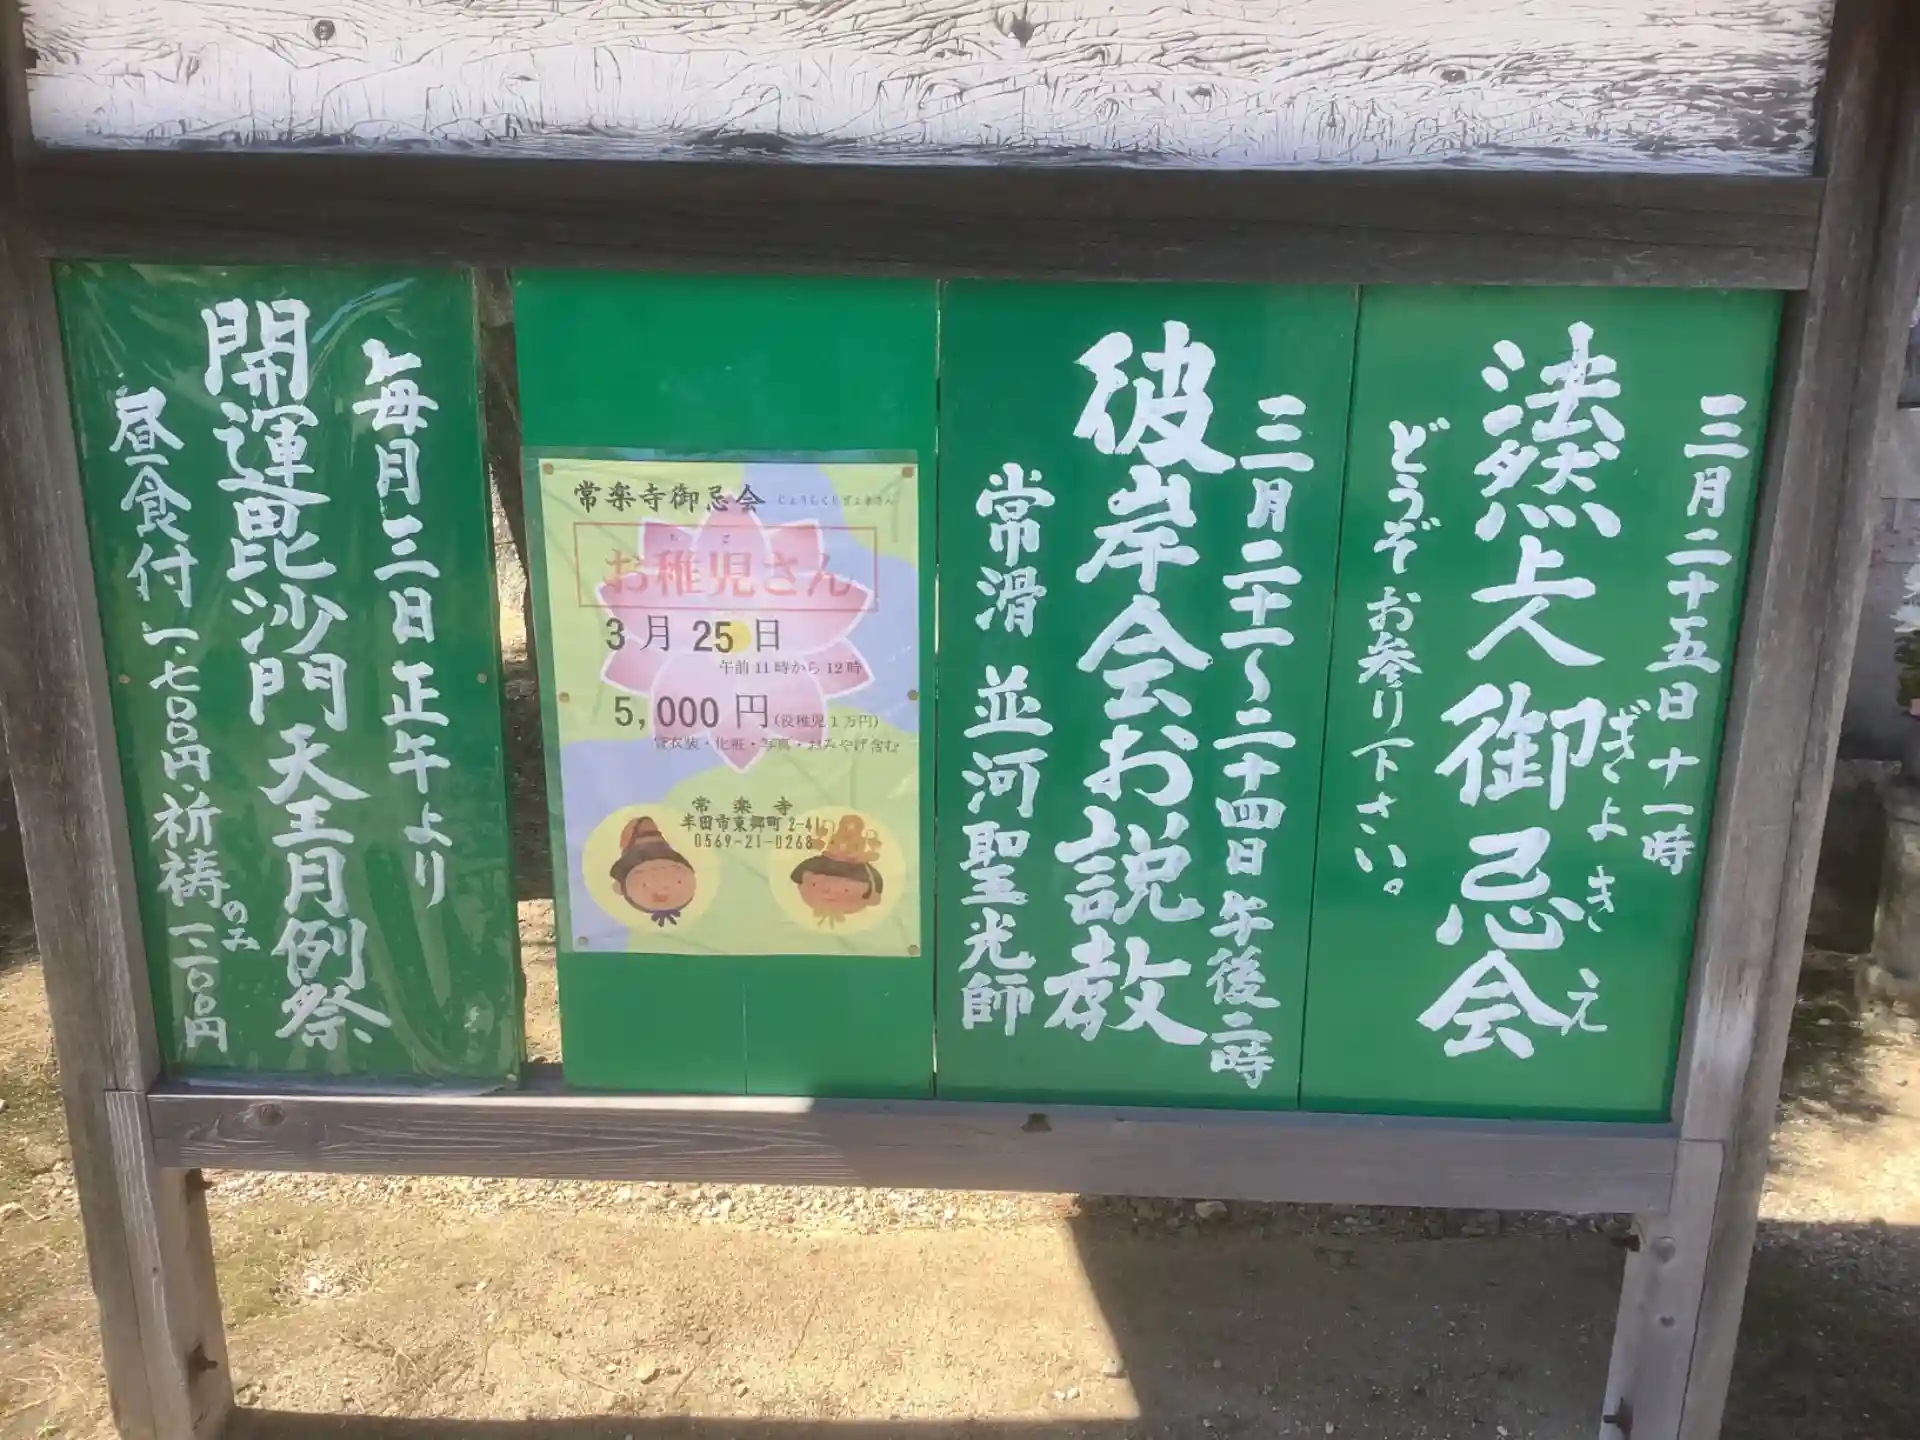 三月二十五日十一時
法然上人御忌会
ぎょきえ
どうぞお参り下さい。
三月二十一〜二十四日午後二時
彼岸会お説教
常滑 並河聖光師
常楽寺御忌会 じょうらくじぎょきさん
ちご
お稚児さん
3月25日
午前11時から12時
5,000円(役稚児1万円)
貸衣装・化粧・写真・おみやげ含む
常楽寺
半田市東郷町2-41
0569-21-0268
毎月三日正午より
開運毘沙門天王月例祭
昼食付一、七〇〇円・祈祷のみ一二〇〇円